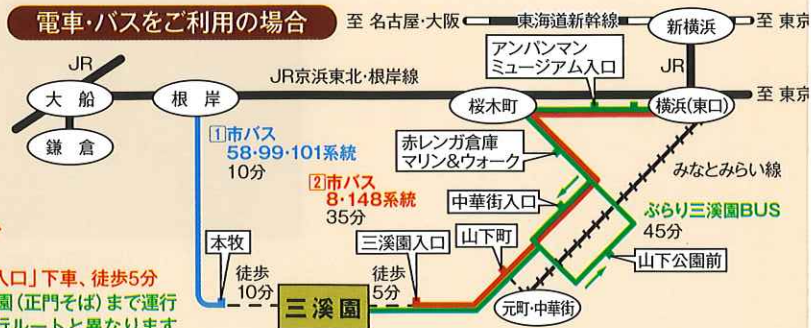 電車・バスをご利用の場合
至 名古屋・大阪
東海道新幹線
新横浜
至 東京
アンパンマン
ミュージアム入口
JR
JR
JR京浜東北・根岸線
大船
根岸
桜木町
横浜(東口)
至 東京
鎌倉
1市バス
58・99・101系統
10分
赤レンガ倉庫
マリン&ウォーク
みなとみらい線
2市バス
8・148系統
35分
中華街入口
ぶらり三溪園BUS
45分
本牧
三溪園入口
山下町
山下公園前
入口」下車、徒歩5分
徒歩
10分
徒歩
5分
園(正門そば)まで運行
三溪園
元町・中華街
行ルートと異なります